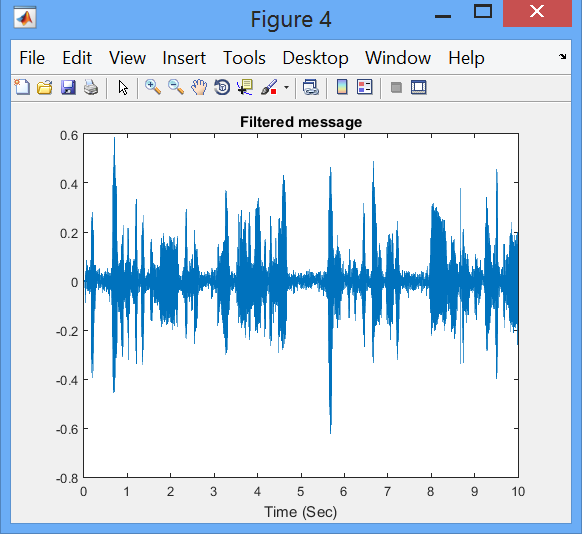 Figure 4
File Edit View Insert Tools Desktop Window Help
Filtered message
0.6
0.4
0.2
0
-0.2
-0.4
-0.6
-0.8
0 1 2 3 4 5 6 7 8 9 10
Time (Sec)